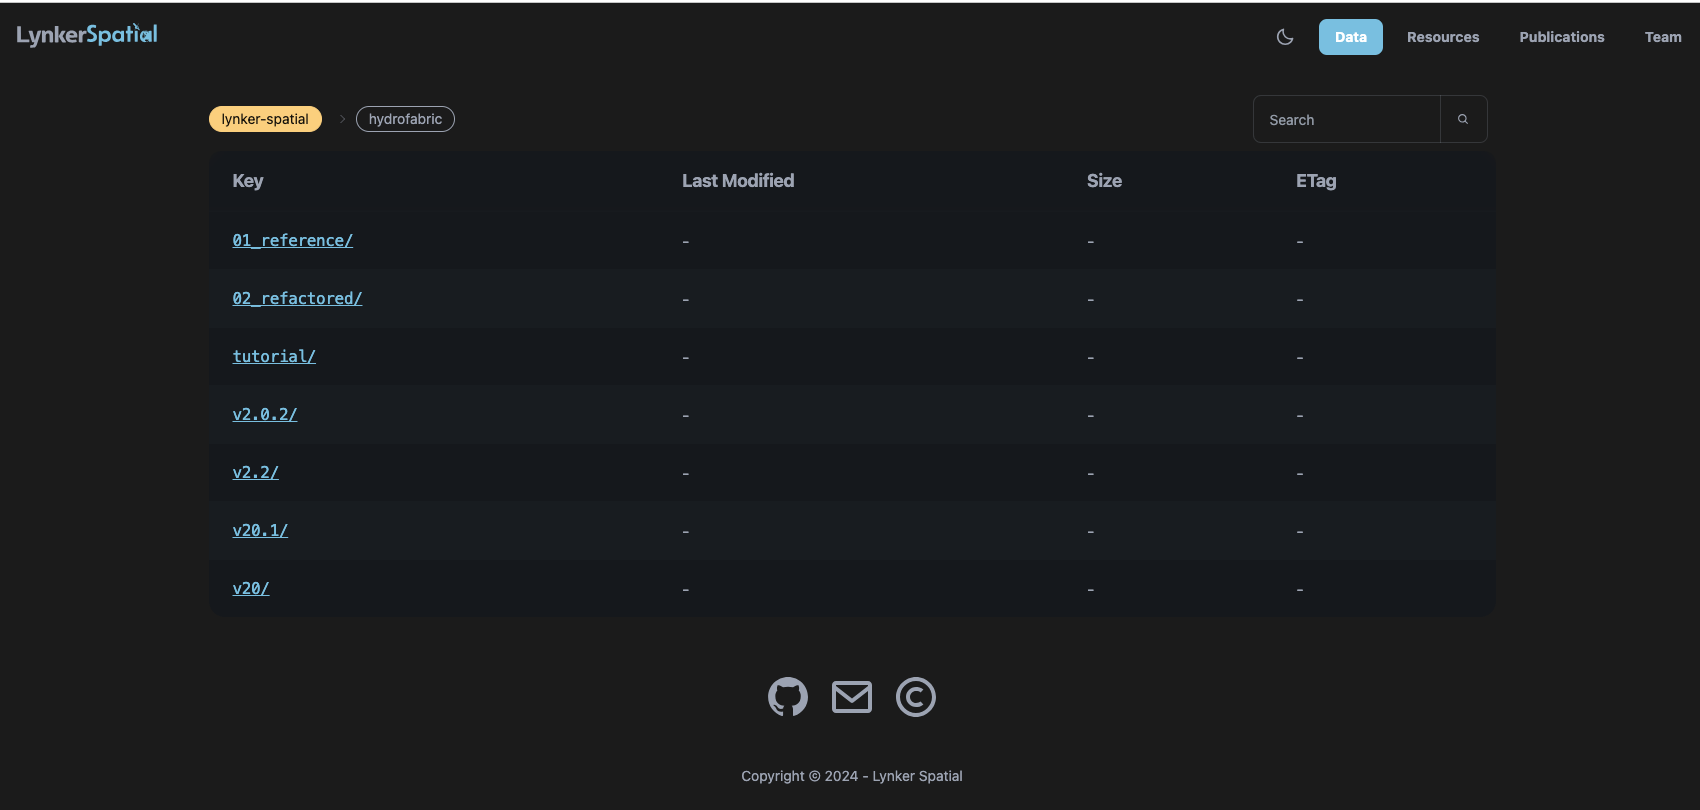 LynkerSpatial
Data Resources Publications Team
lynker-spatial > hydrofabric
Search
Key Last Modified Size ETag
01_reference/ - - -
02_refactored/ - - -
tutorial/ - - -
v2.0.2/ - - -
v2.2/ - - -
v20.1/ - - -
v20/ - - -
Copyright © 2024 - Lynker Spatial